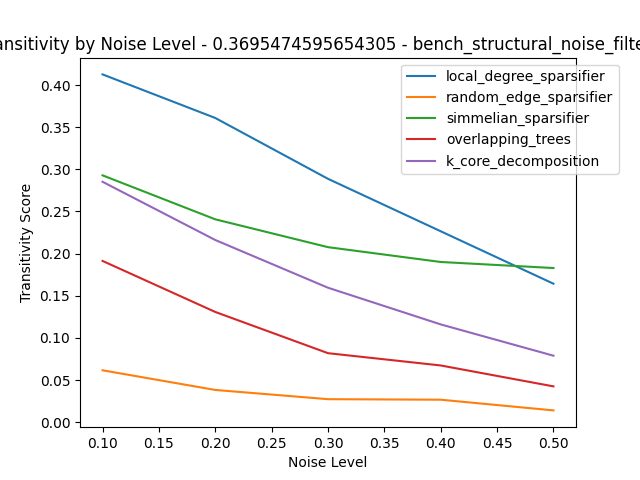 ansitivity by Noise Level - 0.3695474595654305 - bench_structural_noise_filte
local_degree_sparsifier
random_edge_sparsifier
simmelian_sparsifier
overlapping_trees
k_core_decomposition
Transitivity Score
0.40
0.35
0.30
0.25
0.20
0.15
0.10
0.05
0.00
0.10 0.15 0.20 0.25 0.30 0.35 0.40 0.45 0.50
Noise Level